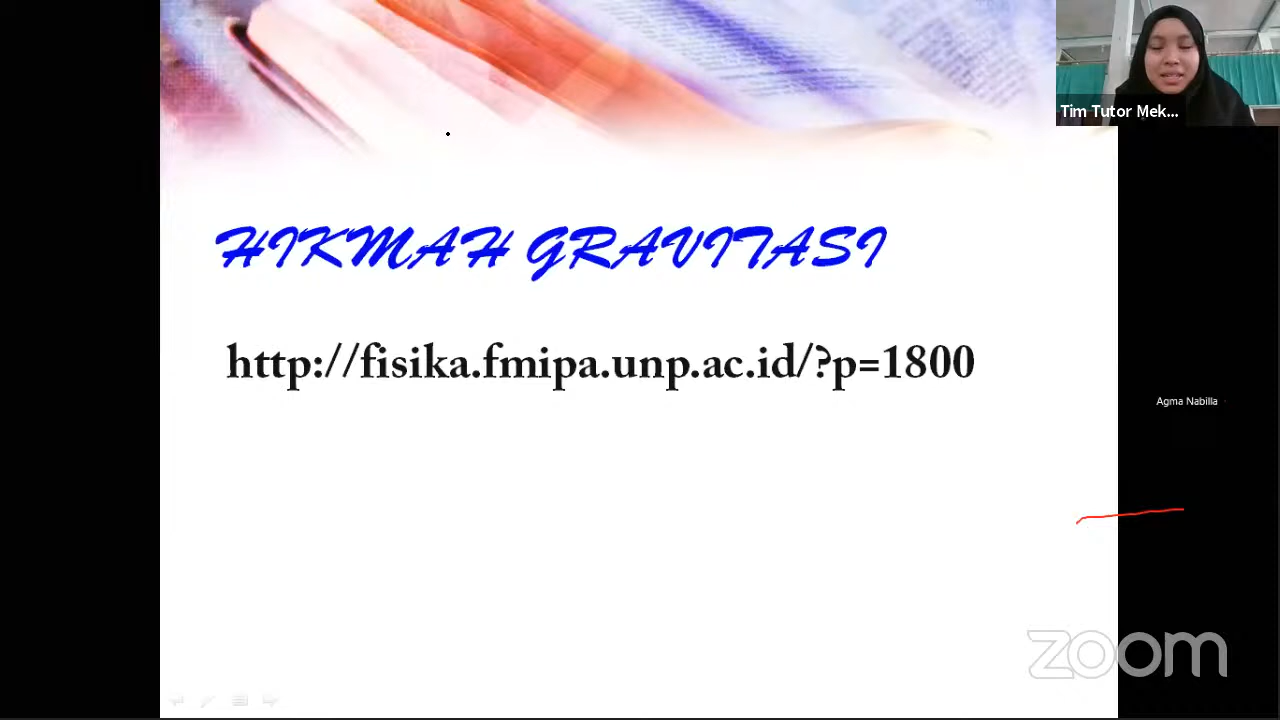 Tim Tutor Mek...
HIKMAH GRAVITASI
http://fisika.fmipa.unp.ac.id/?p=1800
Agma Nabilla
zoom